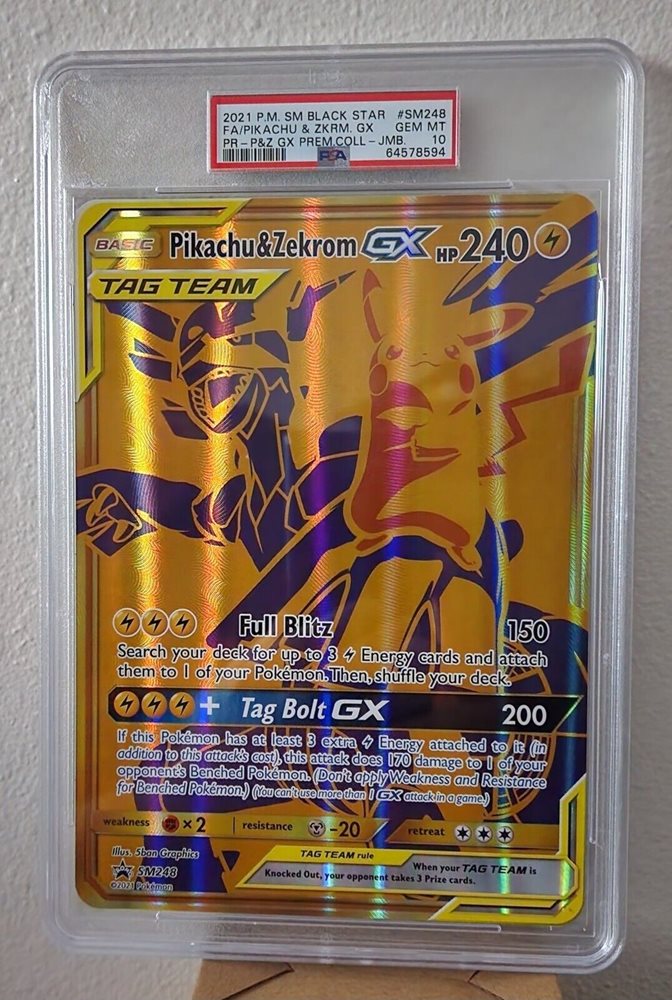 2021 P.M. SM BLACK STAR #SM248
FA/PIKACHU & ZKRM. GX GEM MT
PR-P&Z GX PREM.COLL-JMB. 10
PSA 64578594
BASIC Pikachu&Zekrom GX HP 240
TAG TEAM
Full Blitz 150
Search your deck for up to 3 Energy cards and attach
them to 1 of your Pokémon. Then, shuffle your deck.
+ Tag Bolt GX 200
If this Pokémon has at least 3 extra Energy attached to it (in
addition to this attack's cost), this attack does 170 damage to 1 of your
opponent's Benched Pokémon. (Don't apply Weakness and Resistance
for Benched Pokémon.) (You can't use more than 1 GX attack in a game.)
weakness ×2 resistance -20 retreat
Illus. 5ban Graphics
SM248
©2021 Pokémon
TAG TEAM rule
When your TAG TEAM is
Knocked Out, your opponent takes 3 Prize cards.